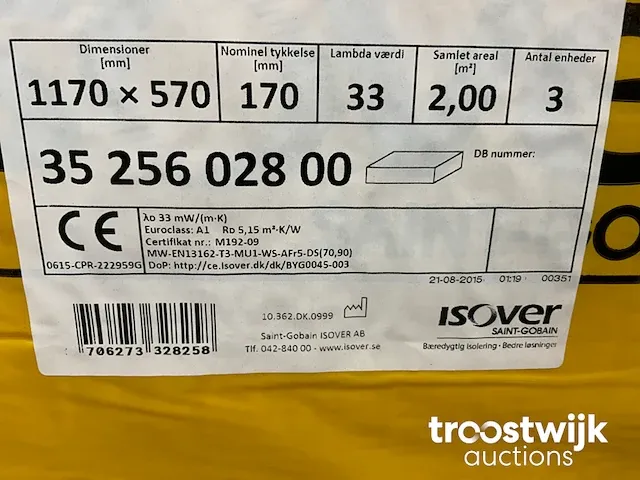 Dimensioner [mm]
Nominel tykkelse [mm]
Lambda værdi
Samlet areal [m²]
Antal enheder
1170 × 570
170
33
2,00
3
35 256 028 00
DB nummer:
CE
0615-CPR-222959G
λD 33 mW/(m·K)
Euroclass: A1 RD 5,15 m²·K/W
Certifikat nr.: M192-09
MW-EN13162-T3-MU1-WS-AFr5-DS(70,90)
DoP: http://ce.isover.dk/dk/BYG0045-003
21-08-2015 01:19 00351
706273 328258
10.362.DK.0999
Saint-Gobain ISOVER AB
Tlf. 042-840 00 - www.isover.se
isover
SAINT-GOBAIN
Bæredygtig isolering · Bedre løsninger
troostwijk
auctions